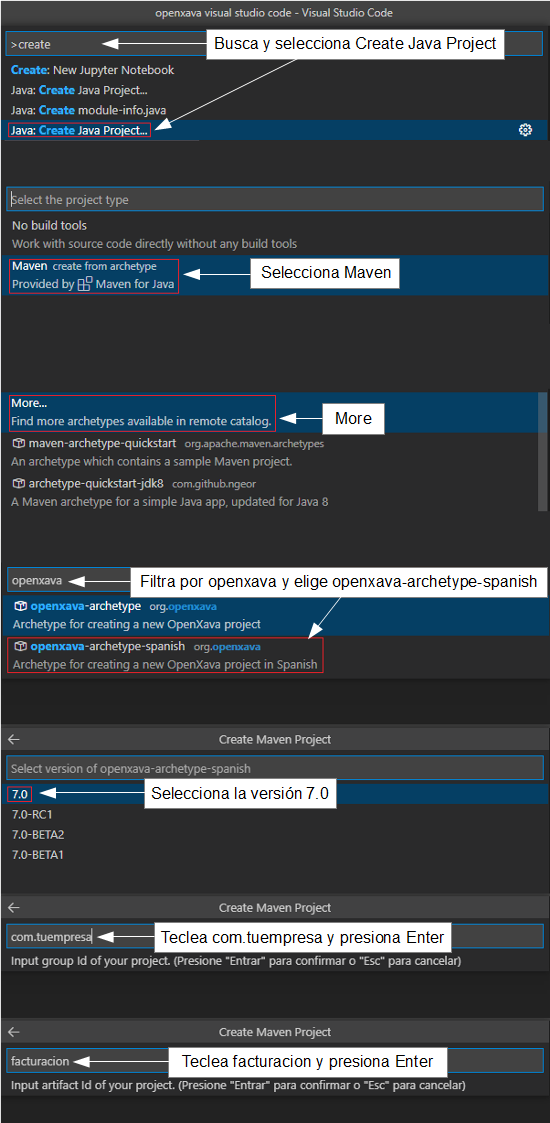 openxava visual studio code - Visual Studio Code
>create
Busca y selecciona Create Java Project
Create: New Jupyter Notebook
Java: Create Java Project...
Java: Create module-info.java
Java: Create Java Project...
Select the project type
No build tools
Work with source code directly without any build tools
Maven create from archetype
Provided by Maven for Java
Selecciona Maven
More...
Find more archetypes available in remote catalog.
More
maven-archetype-quickstart org.apache.maven.archetypes
An archetype which contains a sample Maven project.
archetype-quickstart-jdk8 com.github.ngeor
A Maven archetype for a simple Java app, updated for Java 8
openxava
Filtra por openxava y elige openxava-archetype-spanish
openxava-archetype org.openxava
Archetype for creating a new OpenXava project
openxava-archetype-spanish org.openxava
Archetype for creating a new OpenXava project in Spanish
Create Maven Project
Select version of openxava-archetype-spanish
7.0
Selecciona la versión 7.0
7.0-RC1
7.0-BETA2
7.0-BETA1
Create Maven Project
com.tuempresa
Teclea com.tuempresa y presiona Enter
Input group Id of your project. (Presione "Entrar" para confirmar o "Esc" para cancelar)
Create Maven Project
facturacion
Teclea facturacion y presiona Enter
Input artifact Id of your project. (Presione "Entrar" para confirmar o "Esc" para cancelar)